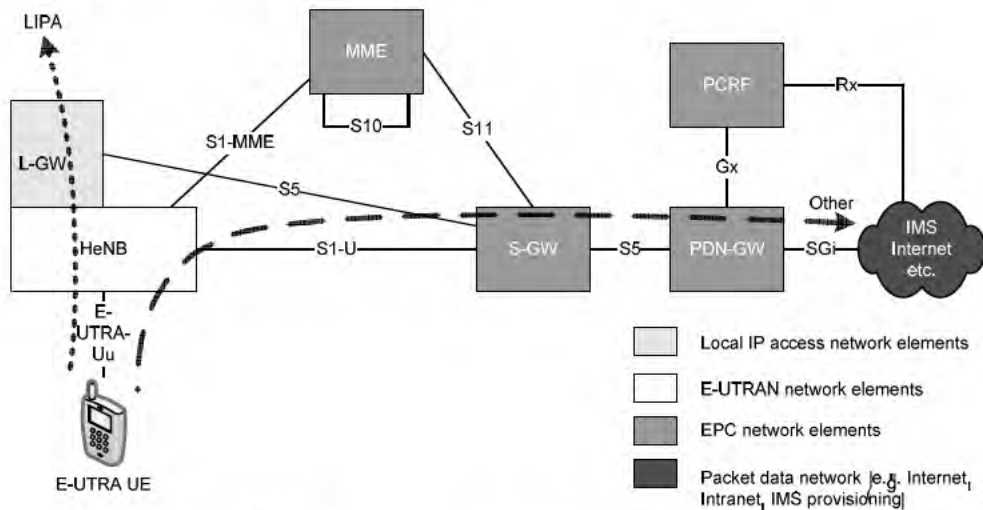 LIPA
MME
PCRF
Rx
S10
S1-MME
S11
L-GW
S5
Gx
Other
HeNB
S1-U
S-GW
S5
PDN-GW
SGi
IMS
Internet
etc.
E-
UTRA-
Uu
E-UTRA UE
Local IP access network elements
E-UTRAN network elements
EPC network elements
Packet data network (e.g. Internet,
Intranet, IMS provisioning)